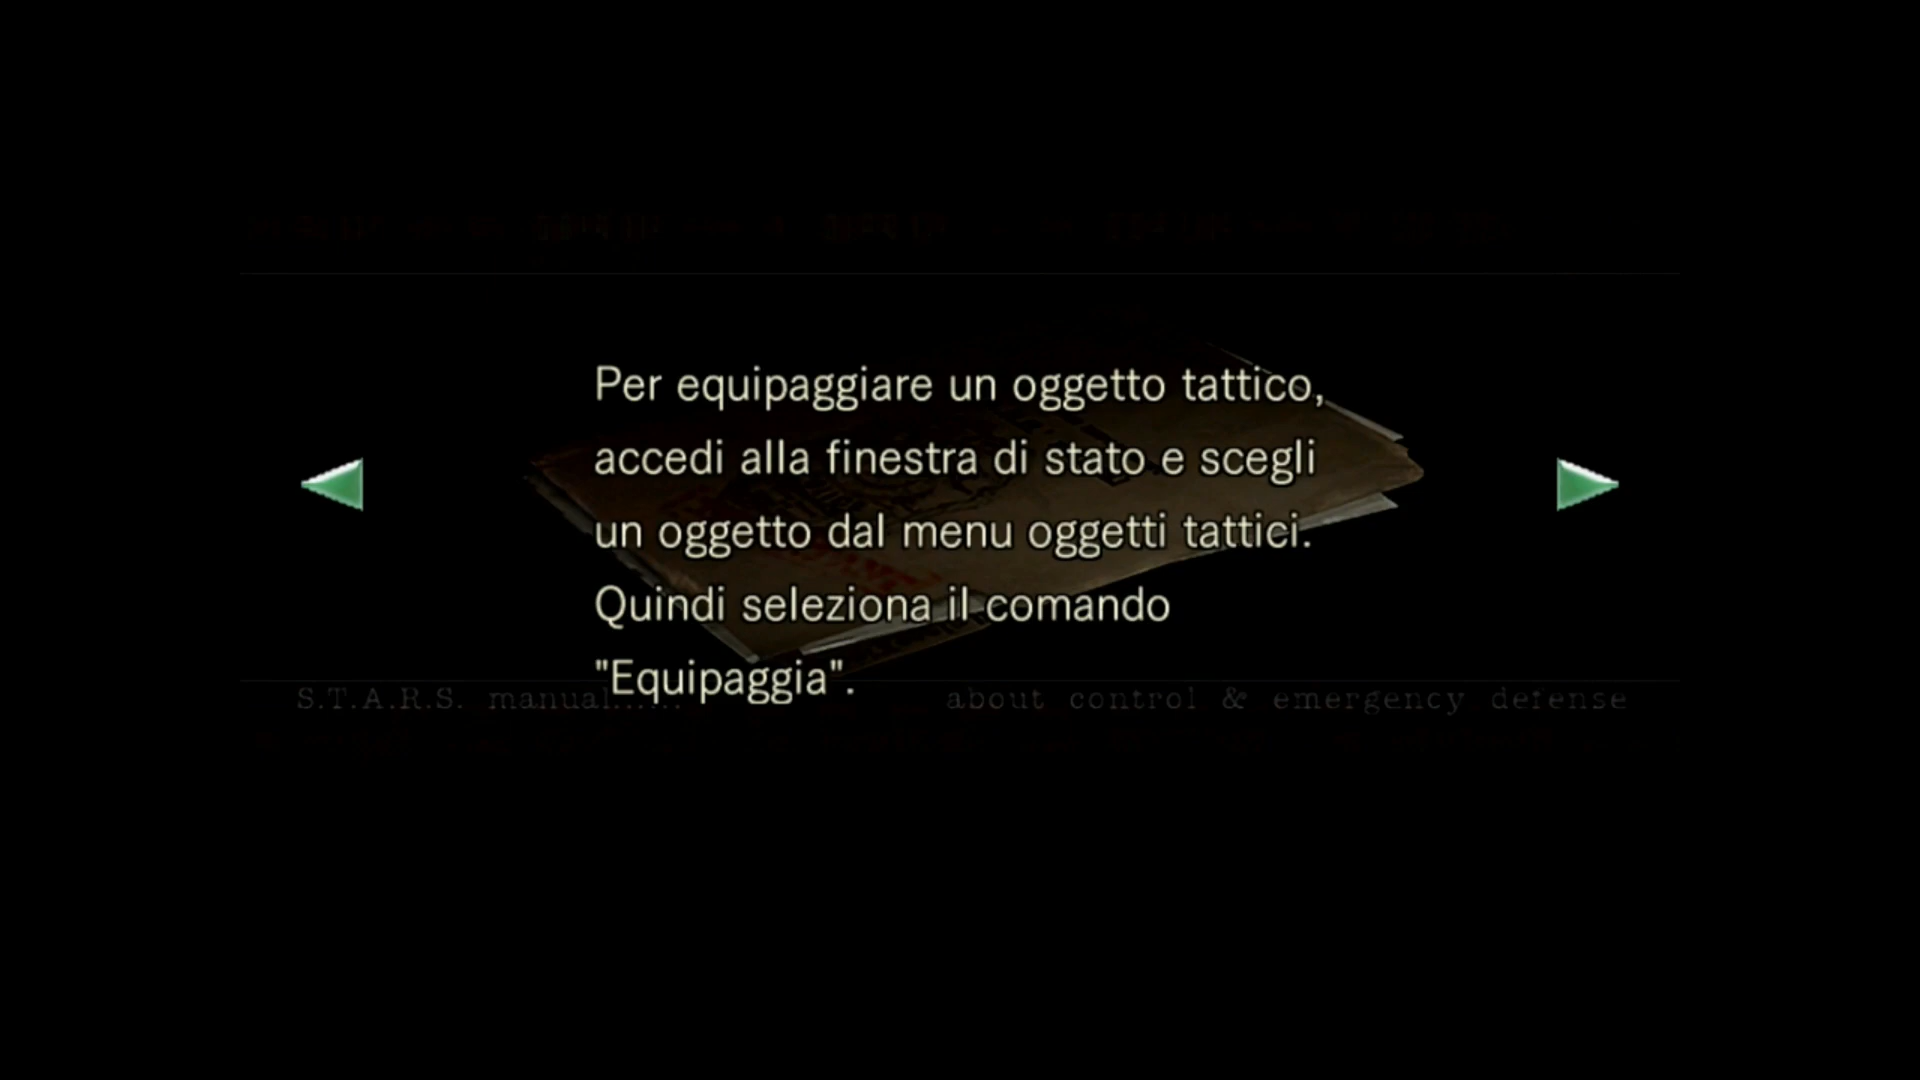 Per equipaggiare un oggetto tattico,
accedi alla finestra di stato e scegli
un oggetto dal menu oggetti tattici.
Quindi seleziona il comando
"Equipaggia".
S.T.A.R.S. manual...... about control & emergency defense